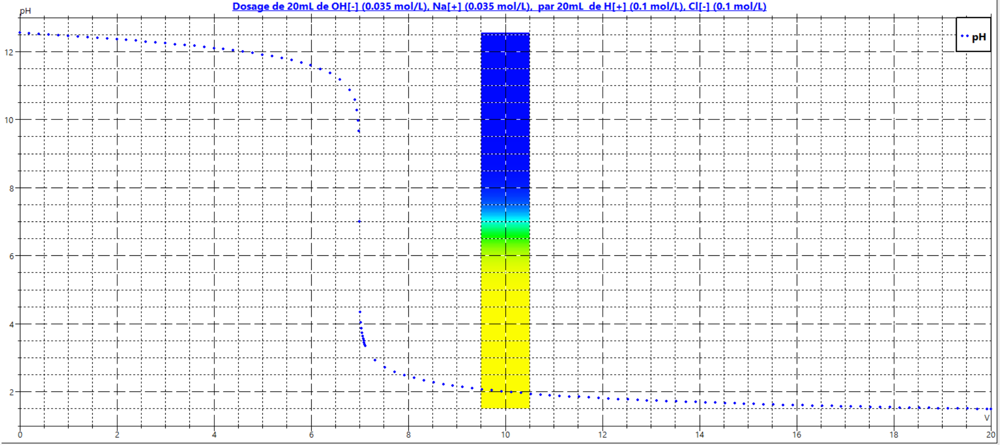 Dosage de 20mL de OH[-] (0.035 mol/L), Na[+] (0.035 mol/L),  par 20mL  de H[+] (0.1 mol/L), Cl[-] (0.1 mol/L)
pH
pH
12
10
8
6
4
2
V
0 2 4 6 8 10 12 14 16 18 20